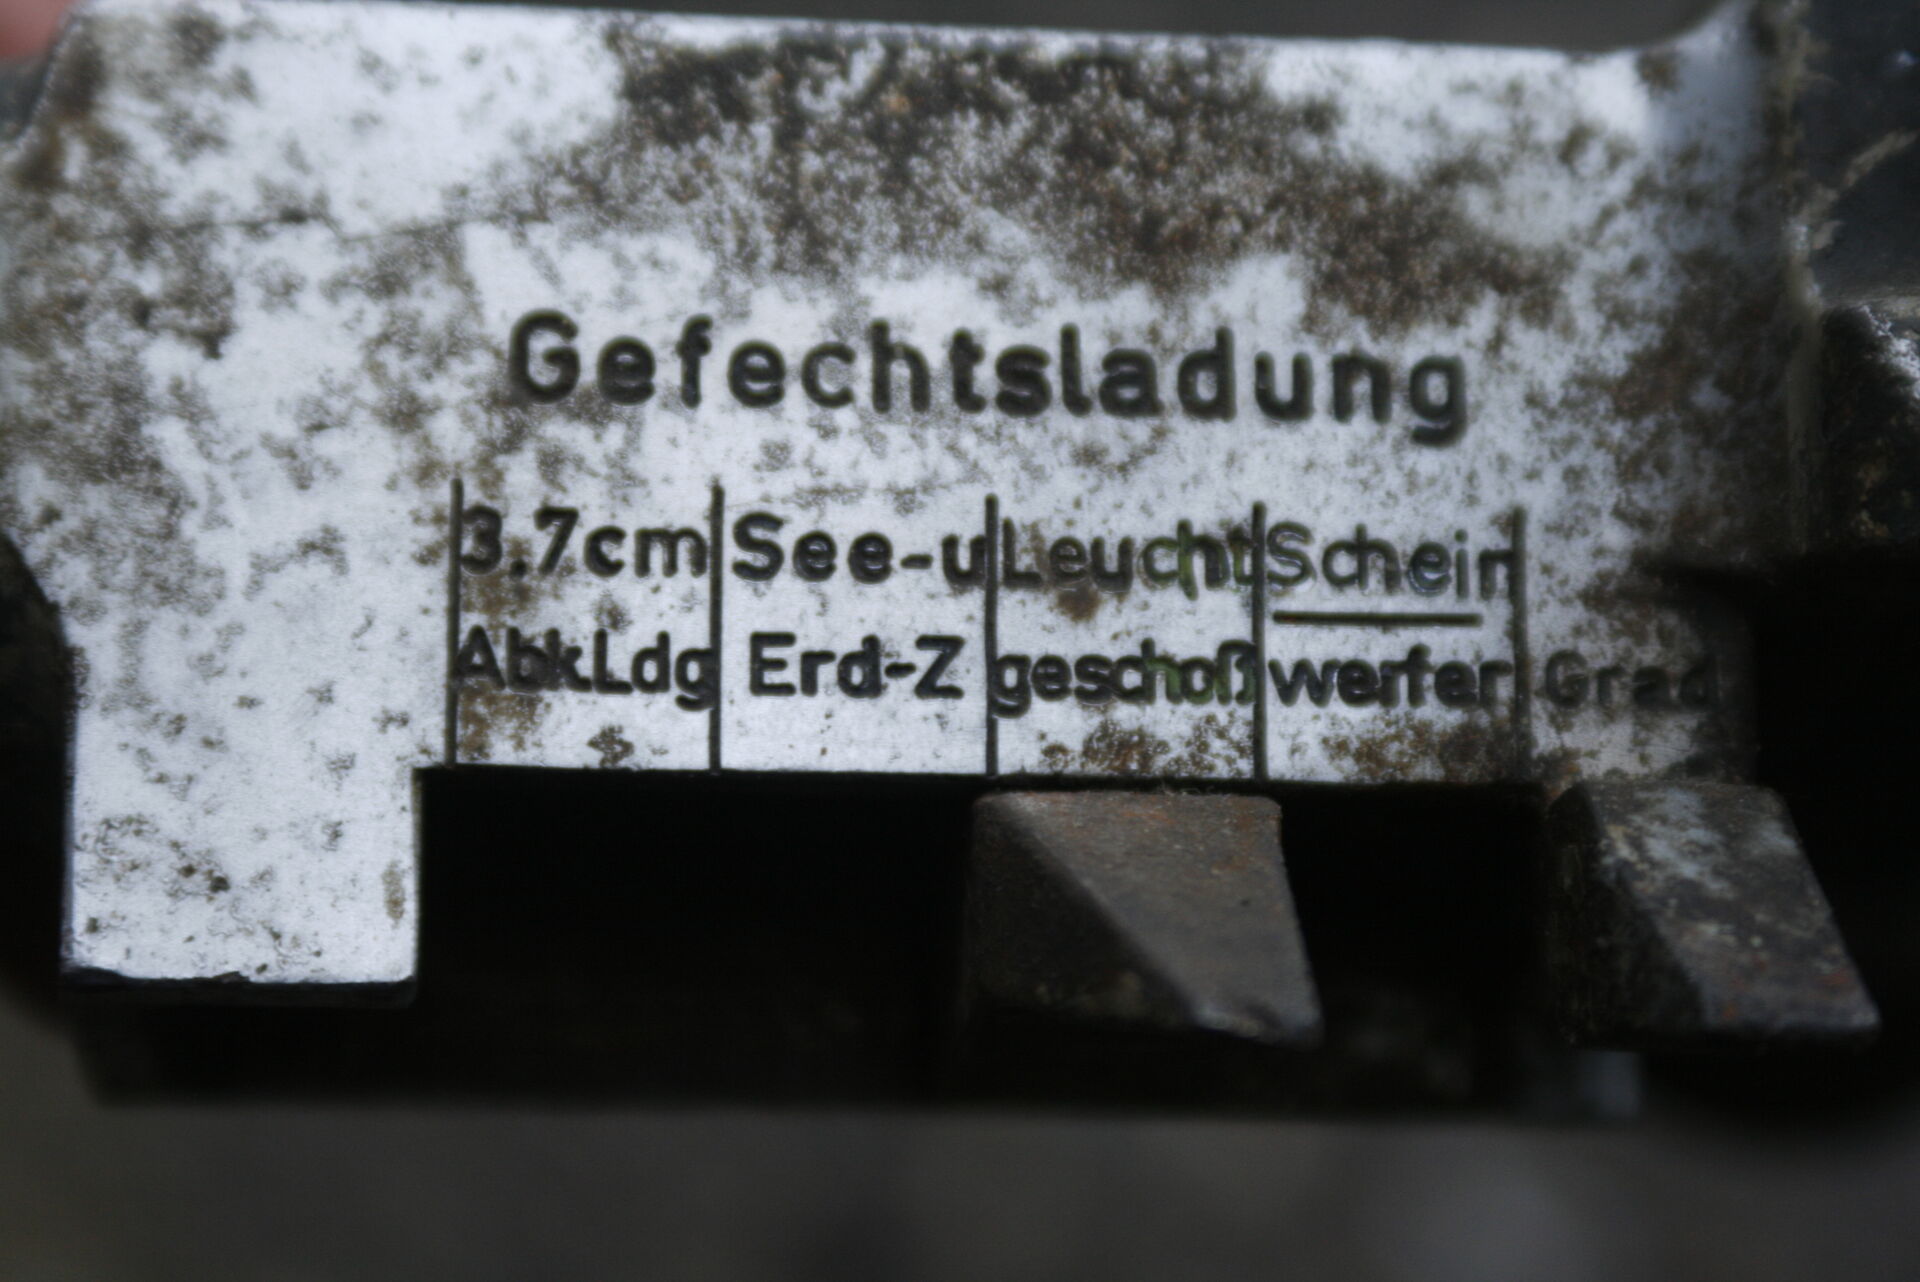 Gefechtsladung
3.7cm See-u Leucht Schein
AbkLdg Erd-Z geschoß werfer Grad